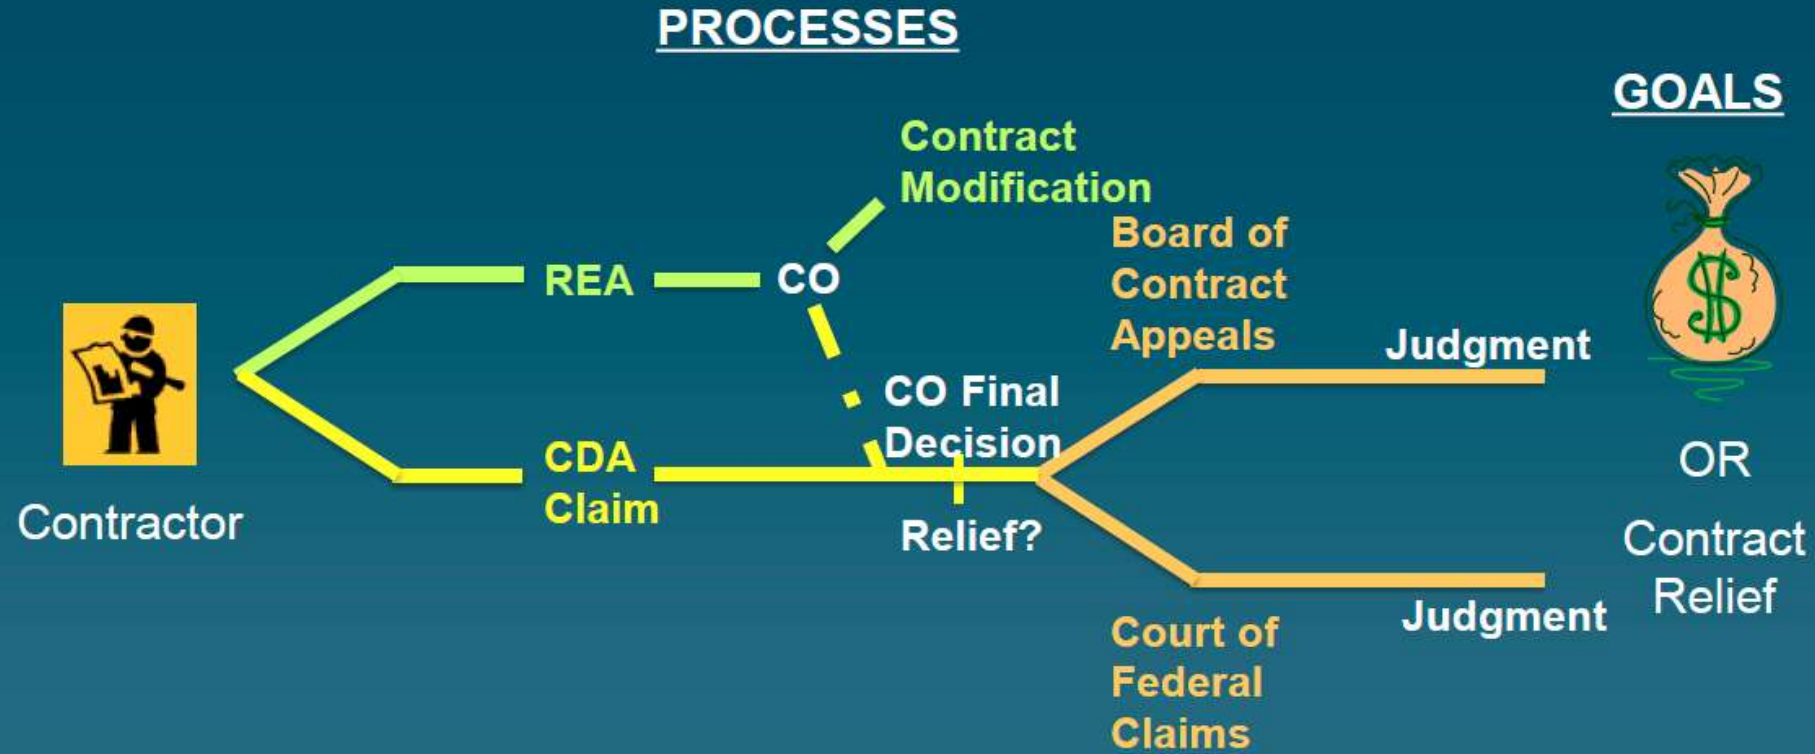 PROCESSES
GOALS
Contract
Modification
Board of
Contract
Appeals
REA
CO
$
Judgment
CO Final
Decision
CDA
Claim
Contractor
Relief?
OR
Contract
Relief
Judgment
Court of
Federal
Claims